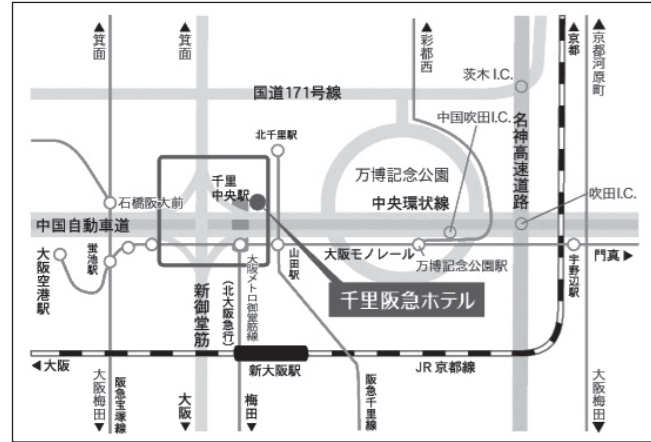 ▲箕面
▲箕面
▲彩都西
▲京都
▲京都河原町
茨木I.C.
国道171号線
中国吹田I.C.
名神高速道路
北千里駅
千里中央駅
万博記念公園
石橋阪大前
中央環状線
吹田I.C.
中国自動車道
大阪空港駅
蛍池駅
大阪モノレール
万博記念公園駅
宇野辺駅
門真▶
山田駅
大阪メトロ御堂筋線
(北大阪急行)
新御堂筋
千里阪急ホテル
◀大阪
新大阪駅
JR京都線
大阪梅田▼
阪急宝塚線
大阪▼
梅田▼
阪急千里線
大阪梅田▼